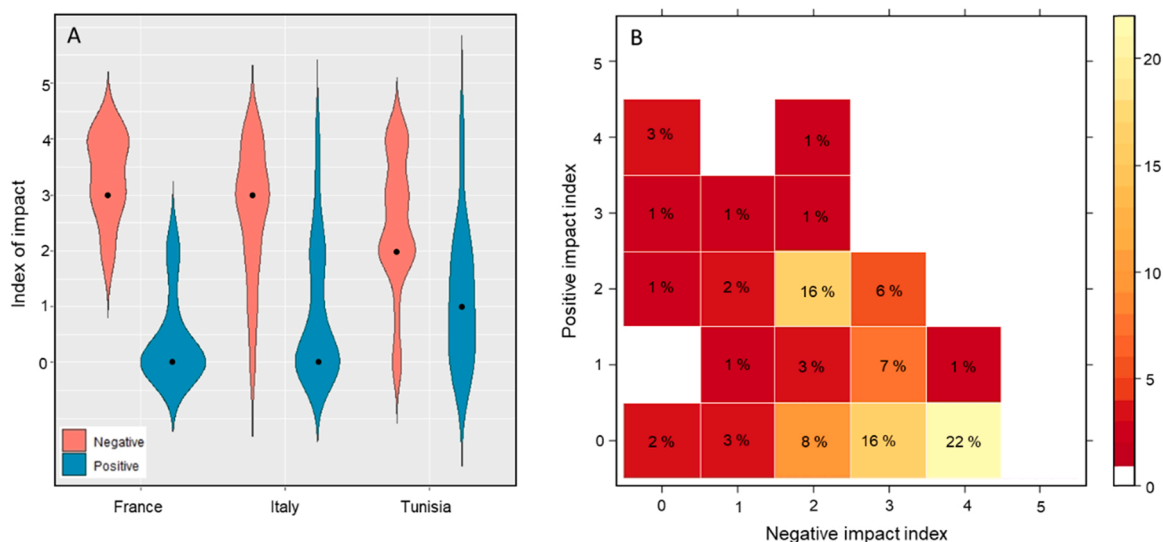 A
Index of impact
5
4
3
2
1
0
Negative
Positive
France Italy Tunisia
B
Positive impact index
5
4
3
2
1
0
3 % 1 %
1 % 1 % 1 %
1 % 2 % 16 % 6 %
1 % 3 % 7 % 1 %
2 % 3 % 8 % 16 % 22 %
0 1 2 3 4 5
Negative impact index
20
15
10
5
0